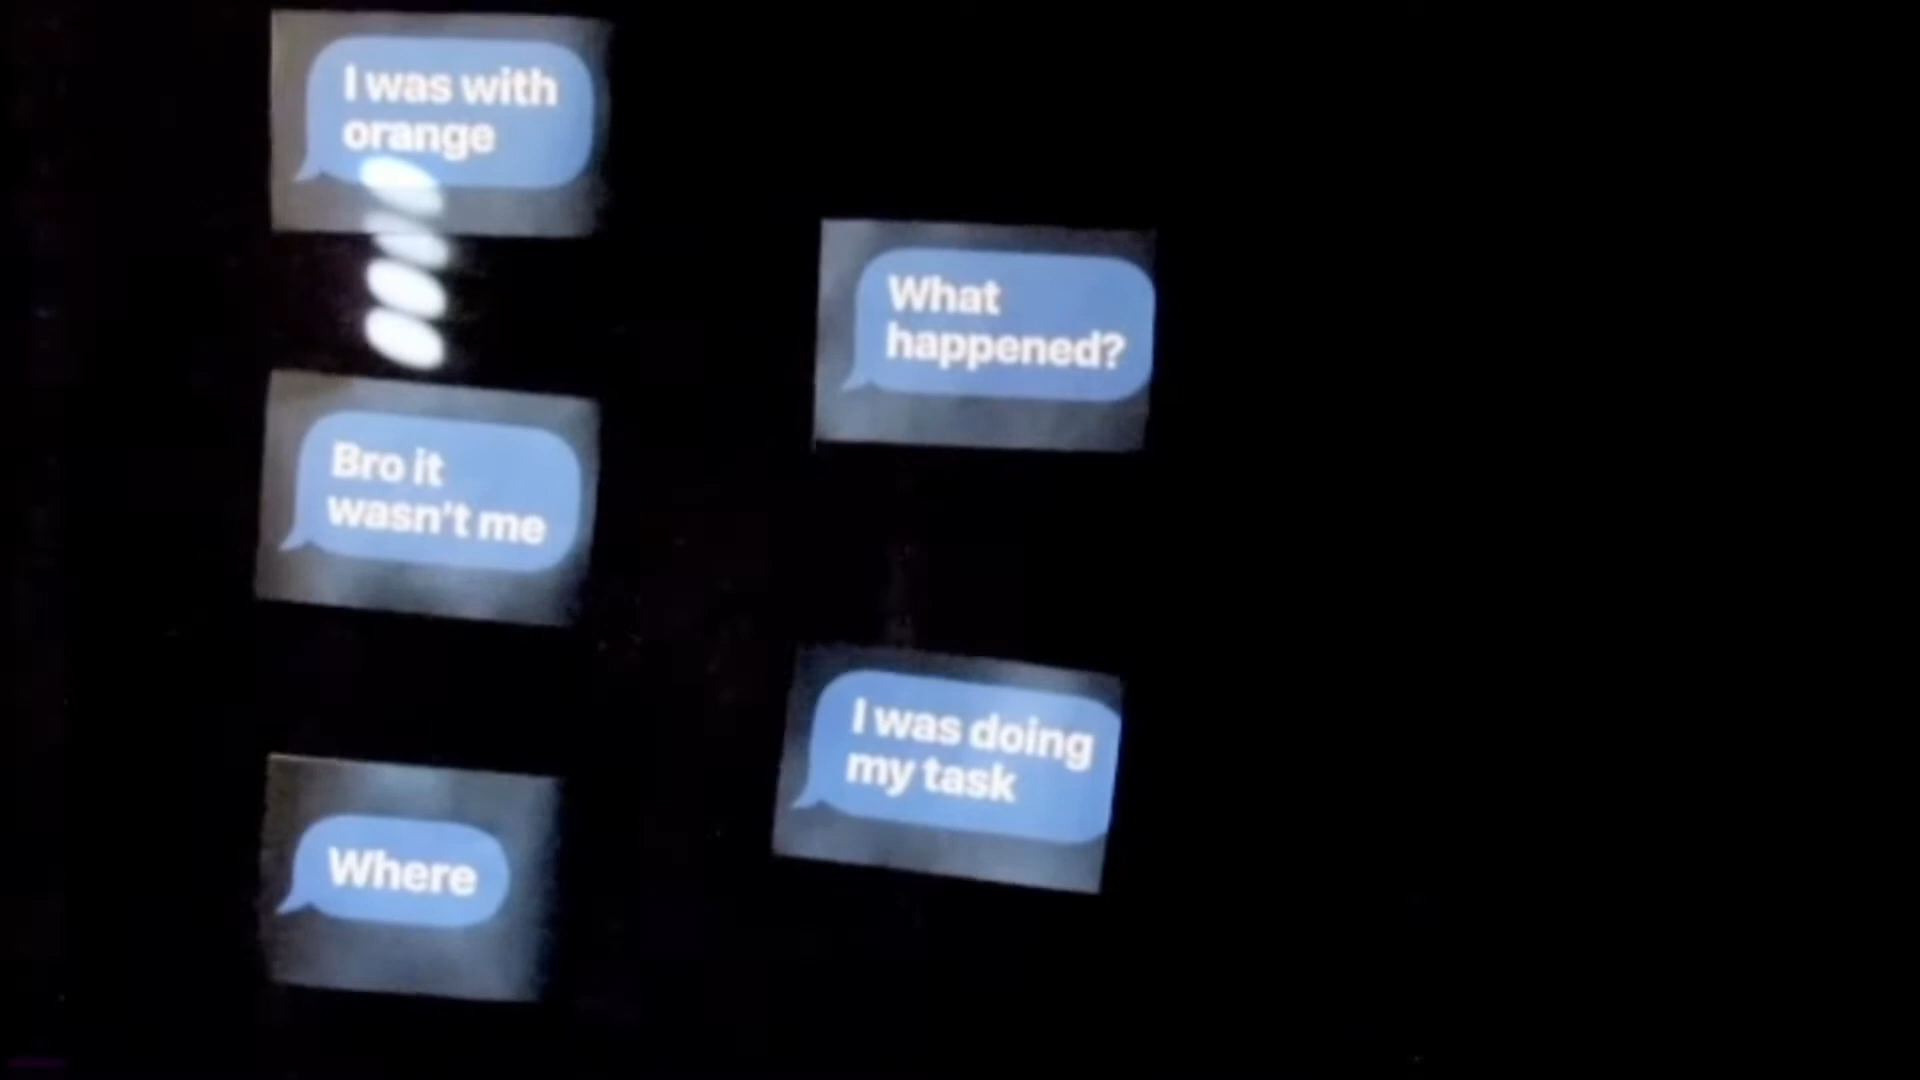 I was with
orange
What
happened?
Bro it
wasn't me
I was doing
my task
Where